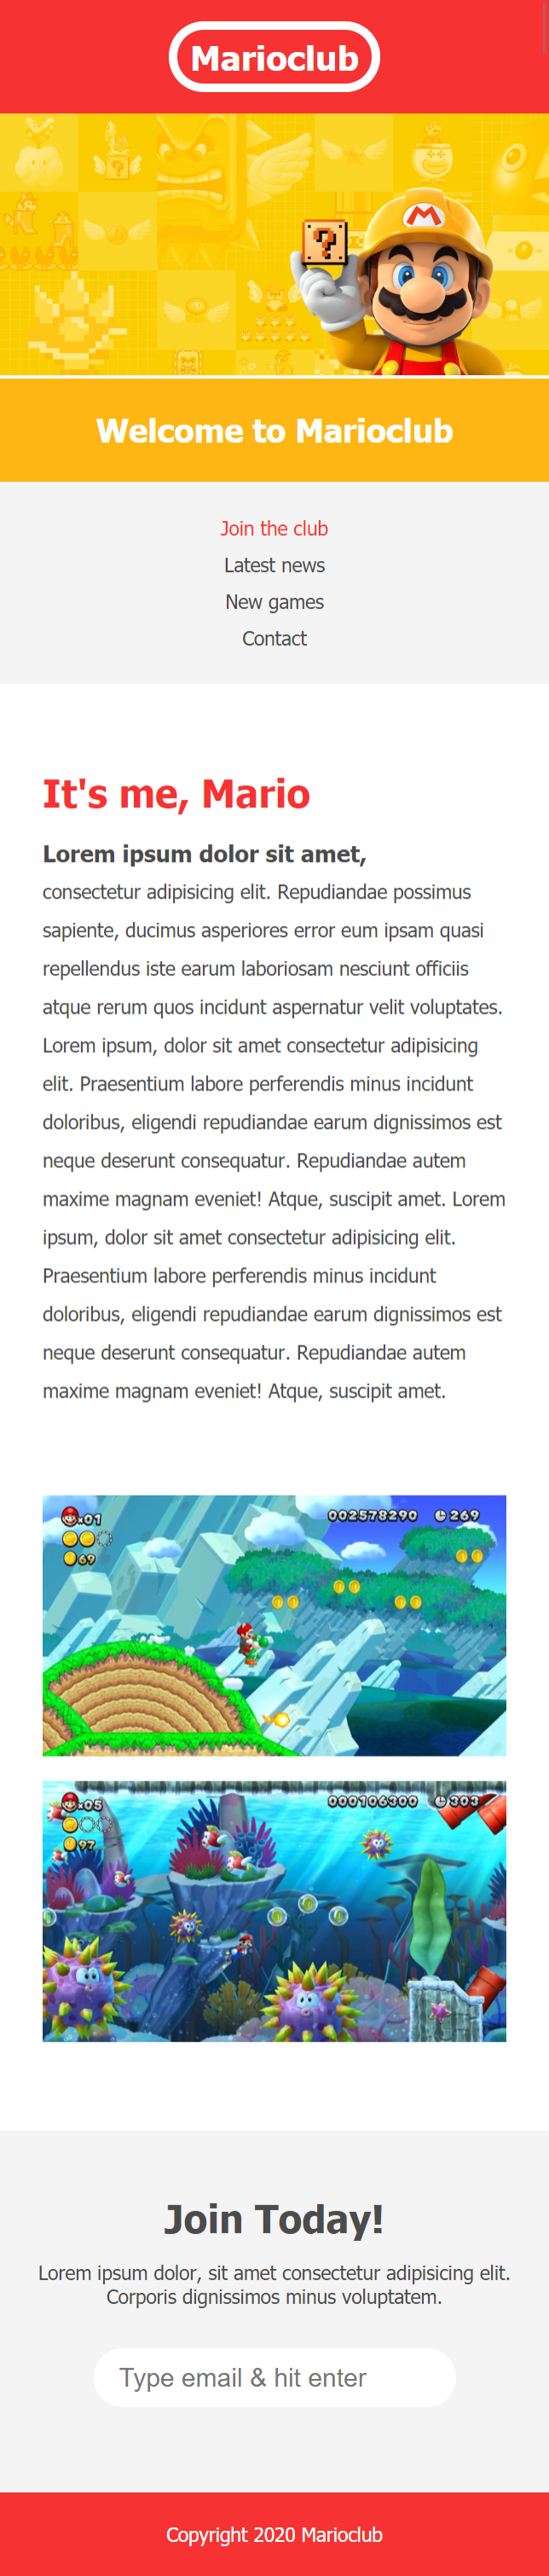 Marioclub
M
?
Welcome to Marioclub
Join the club
Latest news
New games
Contact
It's me, Mario
Lorem ipsum dolor sit amet,
consectetur adipisicing elit. Repudiandae possimus
sapiente, ducimus asperiores error eum ipsam quasi
repellendus iste earum laboriosam nesciunt officiis
atque rerum quos incidunt aspernatur velit voluptates.
Lorem ipsum, dolor sit amet consectetur adipisicing
elit. Praesentium labore perferendis minus incidunt
doloribus, eligendi repudiandae earum dignissimos est
neque deserunt consequatur. Repudiandae autem
maxime magnam eveniet! Atque, suscipit amet. Lorem
ipsum, dolor sit amet consectetur adipisicing elit.
Praesentium labore perferendis minus incidunt
doloribus, eligendi repudiandae earum dignissimos est
neque deserunt consequatur. Repudiandae autem
maxime magnam eveniet! Atque, suscipit amet.
x01 002578290 269
69
x05 000106300 303
97
Join Today!
Lorem ipsum dolor, sit amet consectetur adipisicing elit.
Corporis dignissimos minus voluptatem.
Type email & hit enter
Copyright 2020 Marioclub